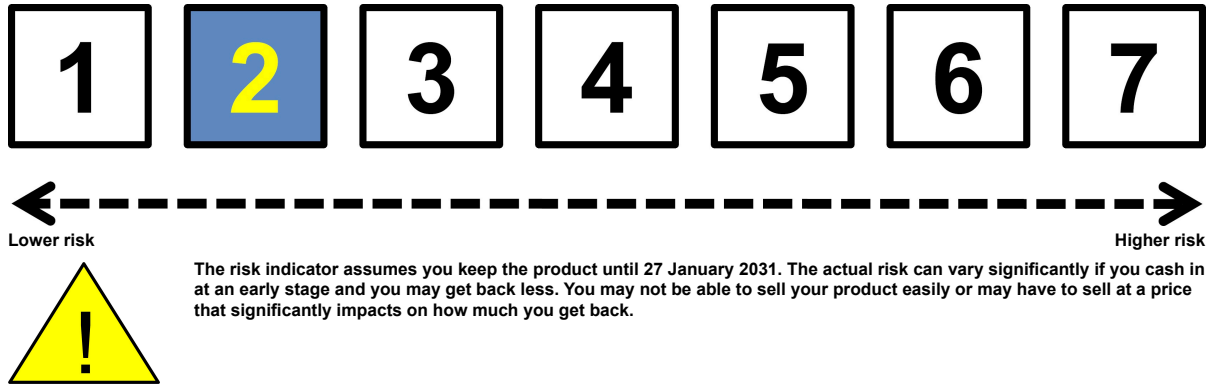 1 2 3 4 5 6 7
Lower risk Higher risk
!
The risk indicator assumes you keep the product until 27 January 2031. The actual risk can vary significantly if you cash in
at an early stage and you may get back less. You may not be able to sell your product easily or may have to sell at a price
that significantly impacts on how much you get back.